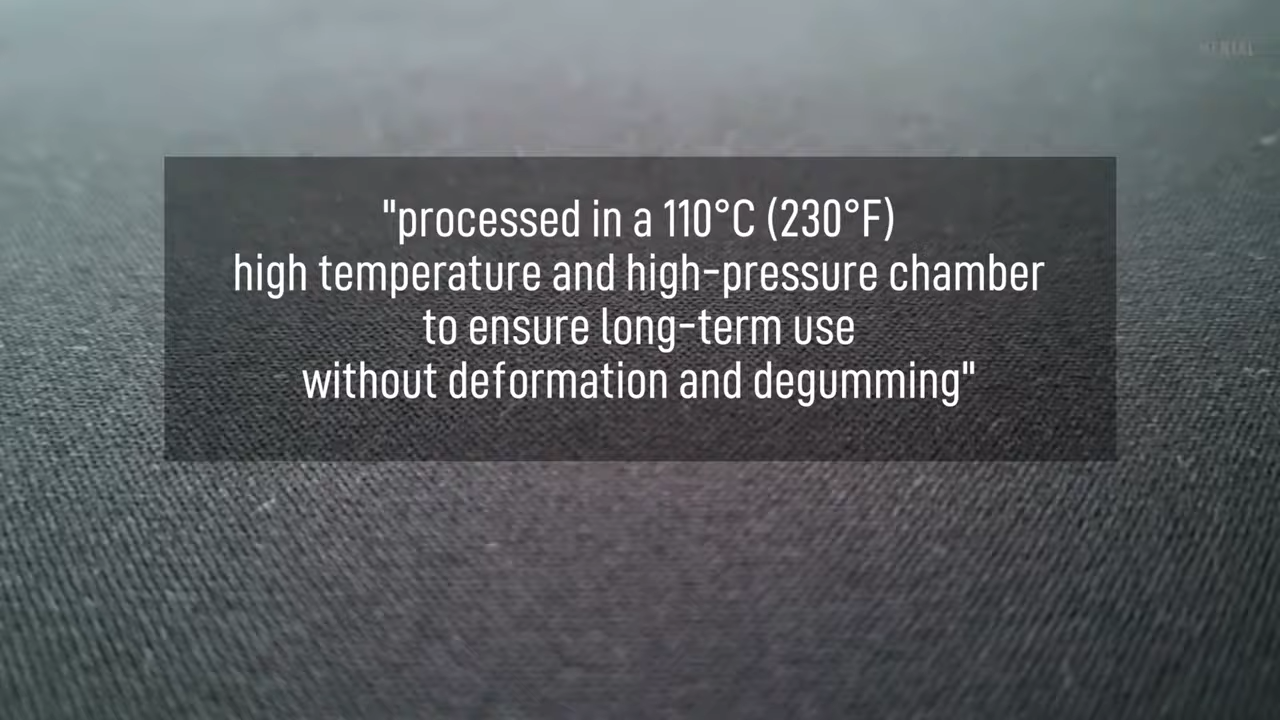 "processed in a 110°C (230°F)
high temperature and high-pressure chamber
to ensure long-term use
without deformation and degumming"